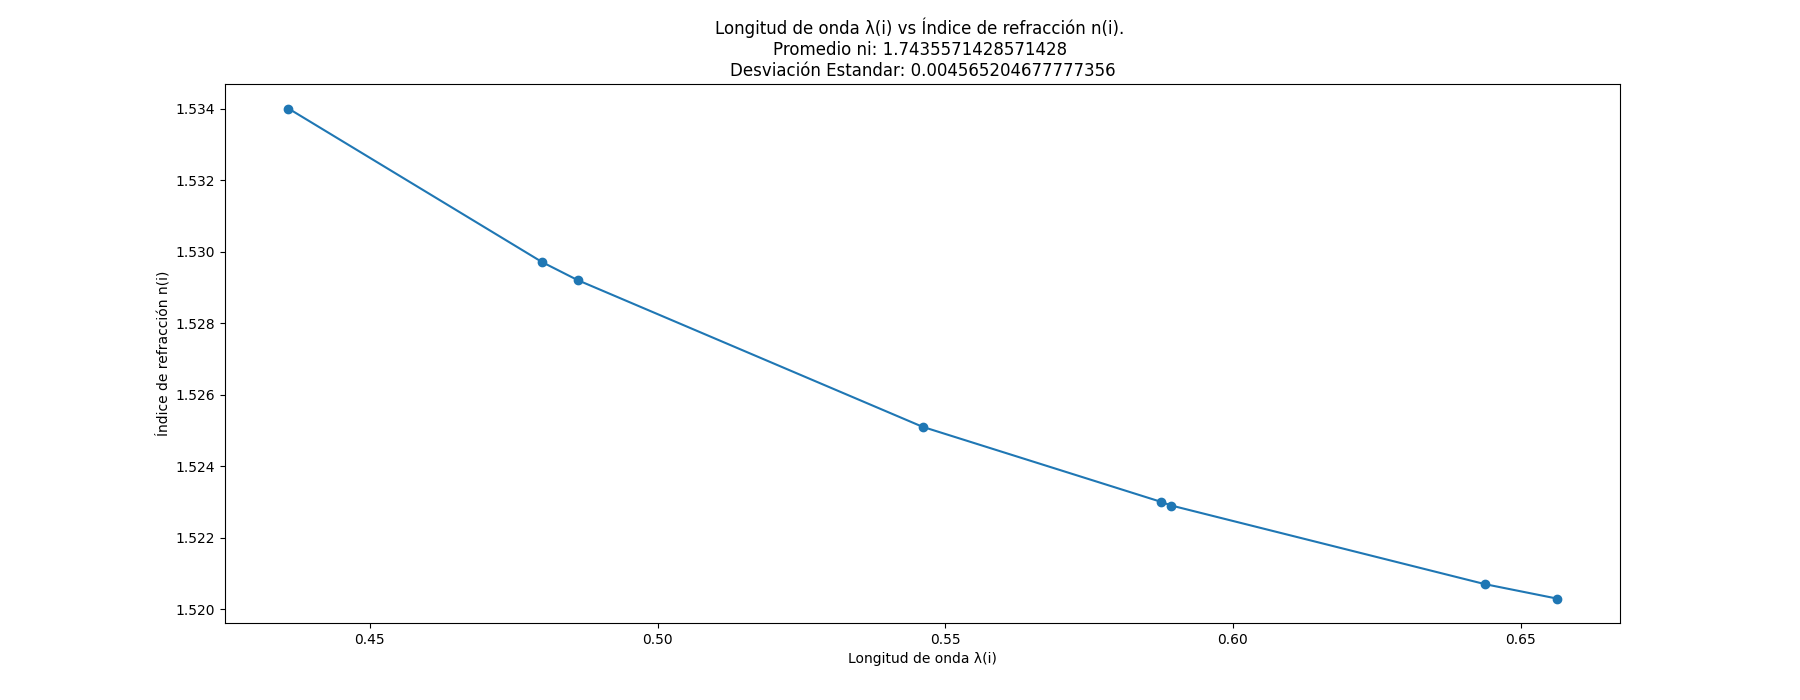 Longitud de onda λ(i) vs Índice de refracción n(i).
Promedio ni: 1.7435571428571428
Desviación Estandar: 0.004565204677777356
1.534
1.532
1.530
1.528
1.526
1.524
1.522
1.520
Índice de refracción n(i)
0.45
0.50
0.55
0.60
0.65
Longitud de onda λ(i)